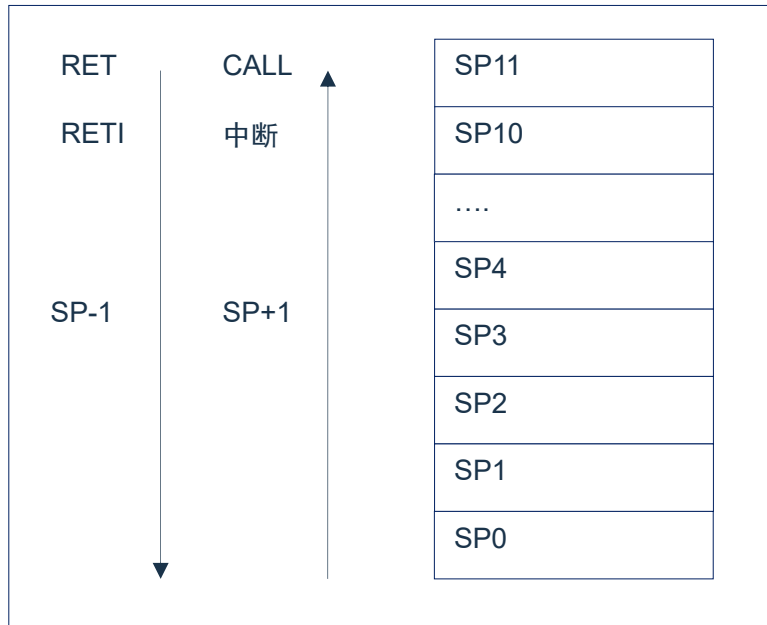 RET CALL SP11
RETI 中断 SP10
....
SP4
SP-1 SP+1 SP3
SP2
SP1
SP0